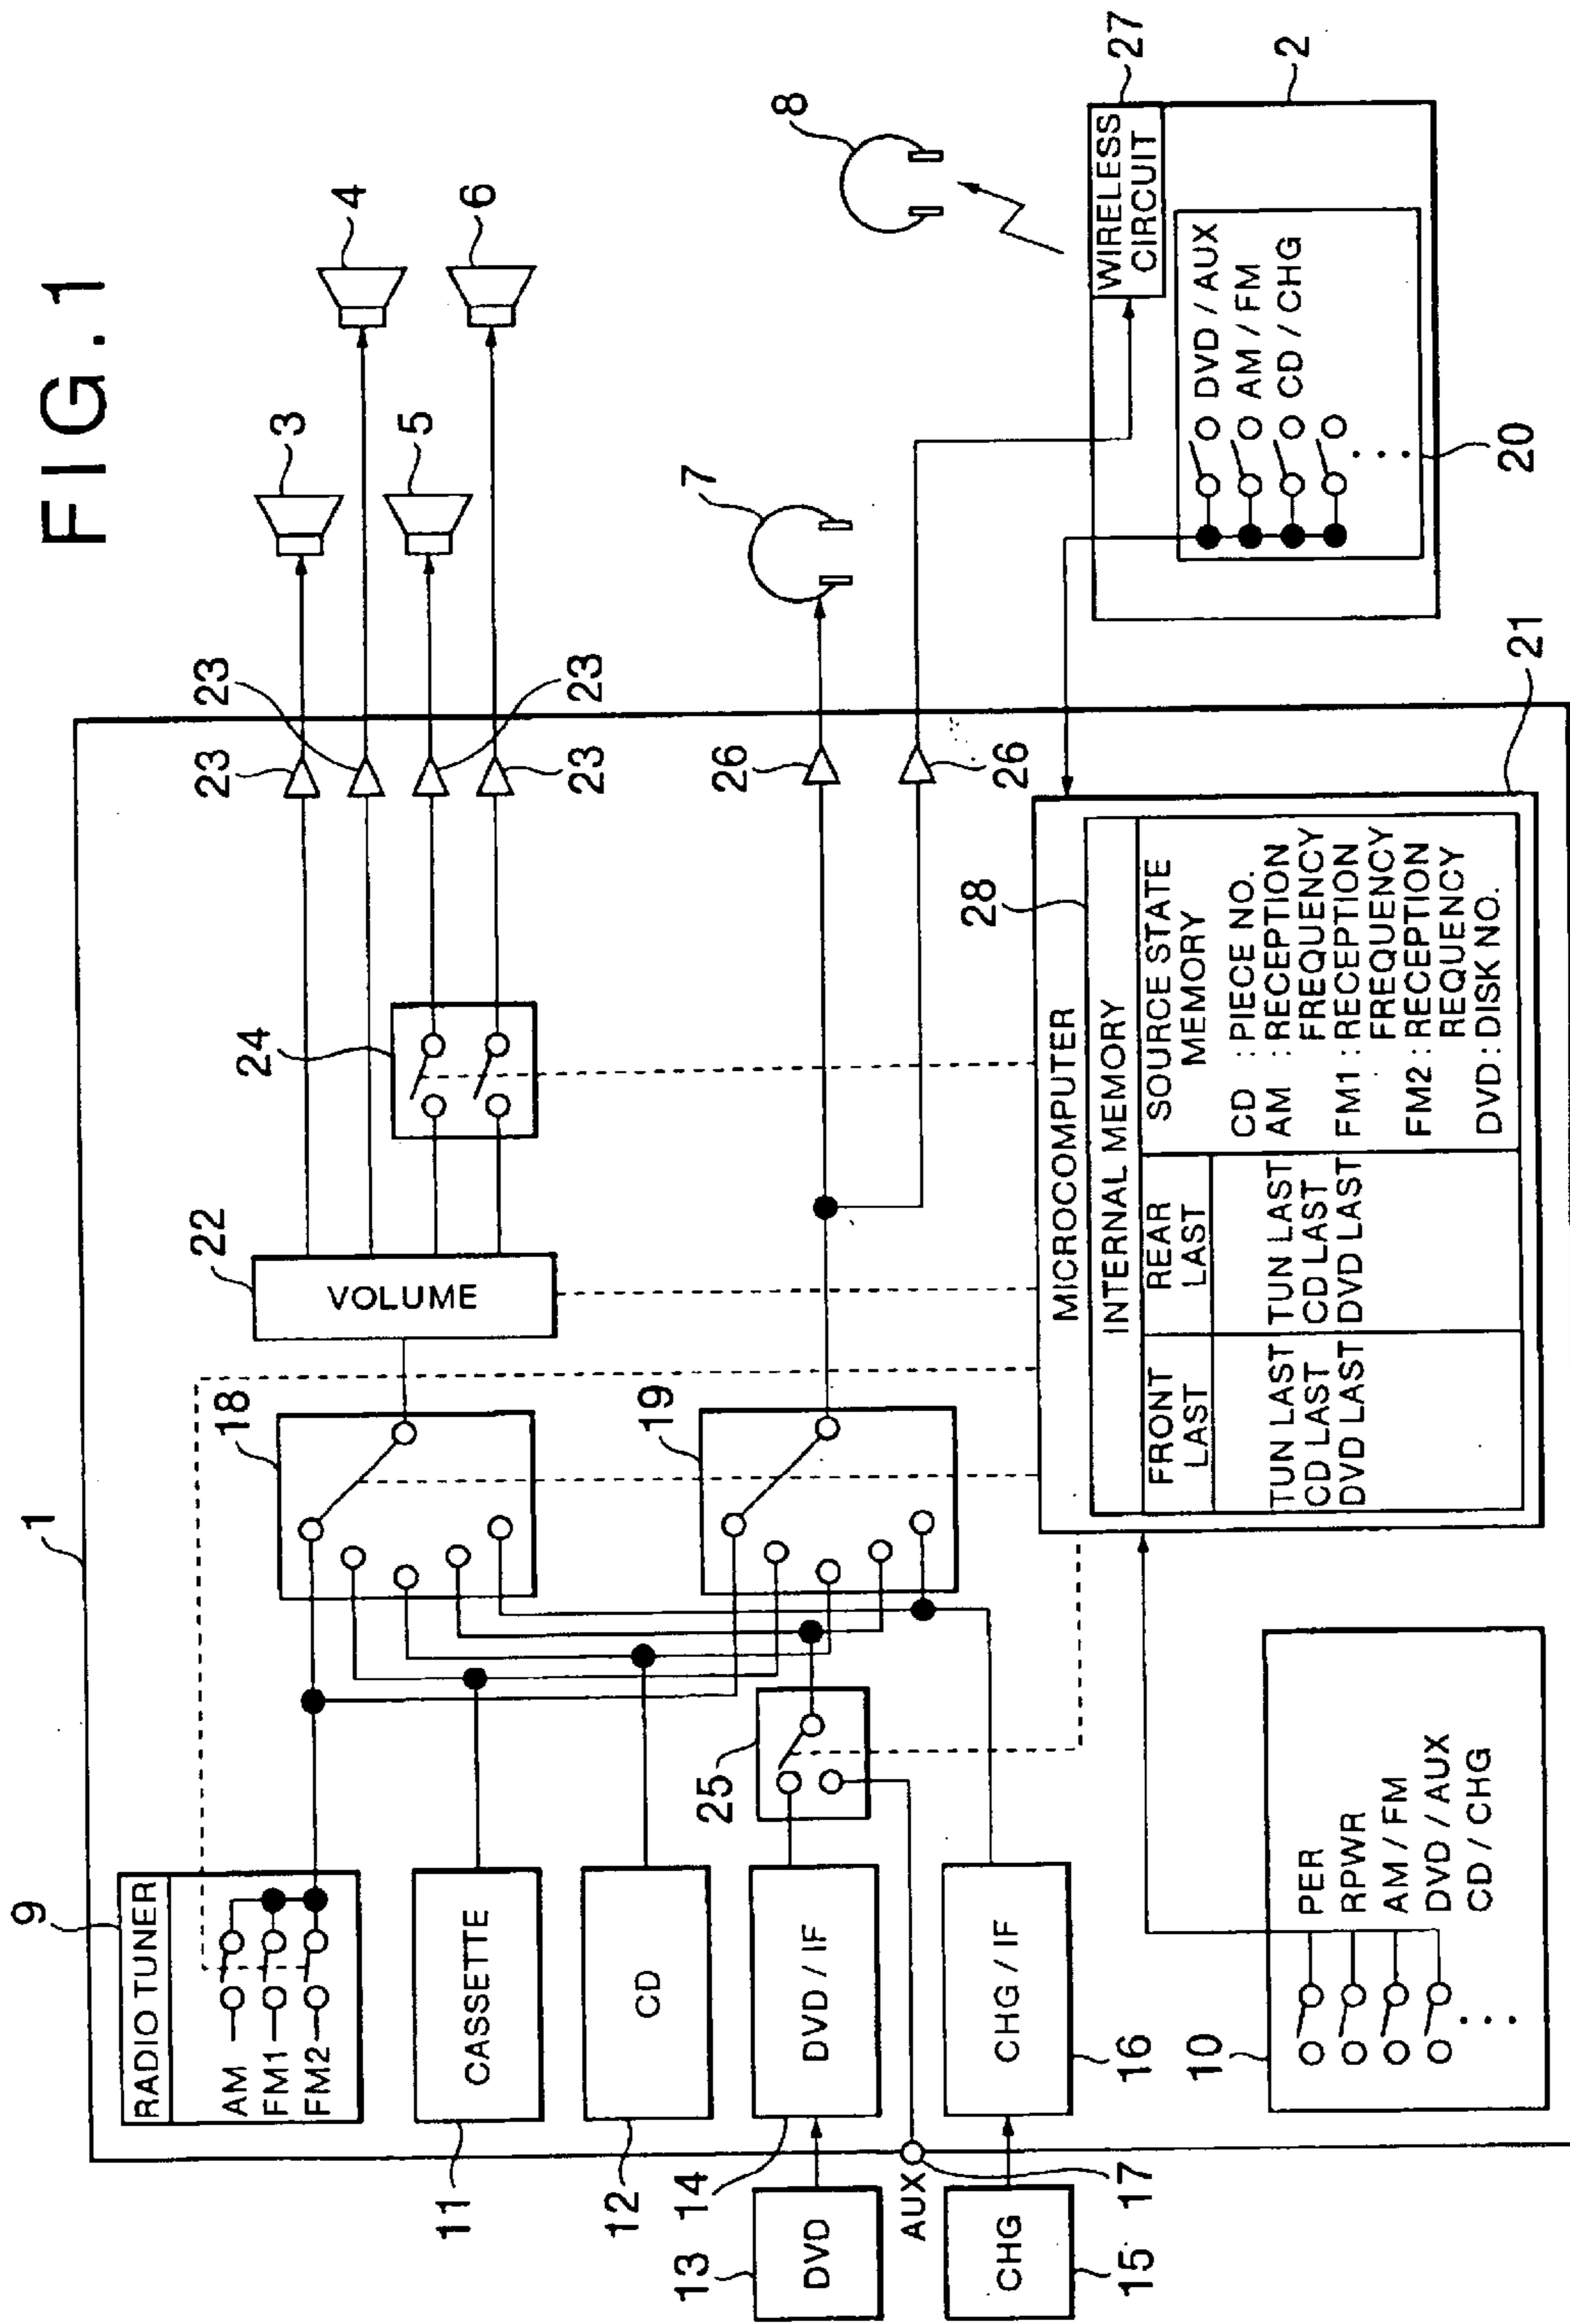 FIG.1
1
9
RADIO TUNER
AM
FM1
FM2
11
CASSETTE
12
CD
13
DVD
14
DVD / IF
AUX
17
15
CHG
16
CHG / IF
25
18
19
22
VOLUME
24
23
23
23
23
3
4
5
6
26
26
7
8
10
PER
RPWR
AM / FM
DVD / AUX
CD / CHG
...
21
28
MICROCOMPUTER
INTERNAL MEMORY
FRONT
LAST
TUN LAST
CD LAST
DVD LAST
REAR
LAST
TUN LAST
CD LAST
DVD LAST
SOURCE STATE
MEMORY
CD : PIECE NO.
AM : RECEPTION
FREQUENCY
FM1 : RECEPTION
FREQUENCY
FM2 : RECEPTION
REQUENCY
DVD : DISK NO.
27
WIRELESS
CIRCUIT
2
DVD / AUX
AM / FM
CD / CHG
...
20